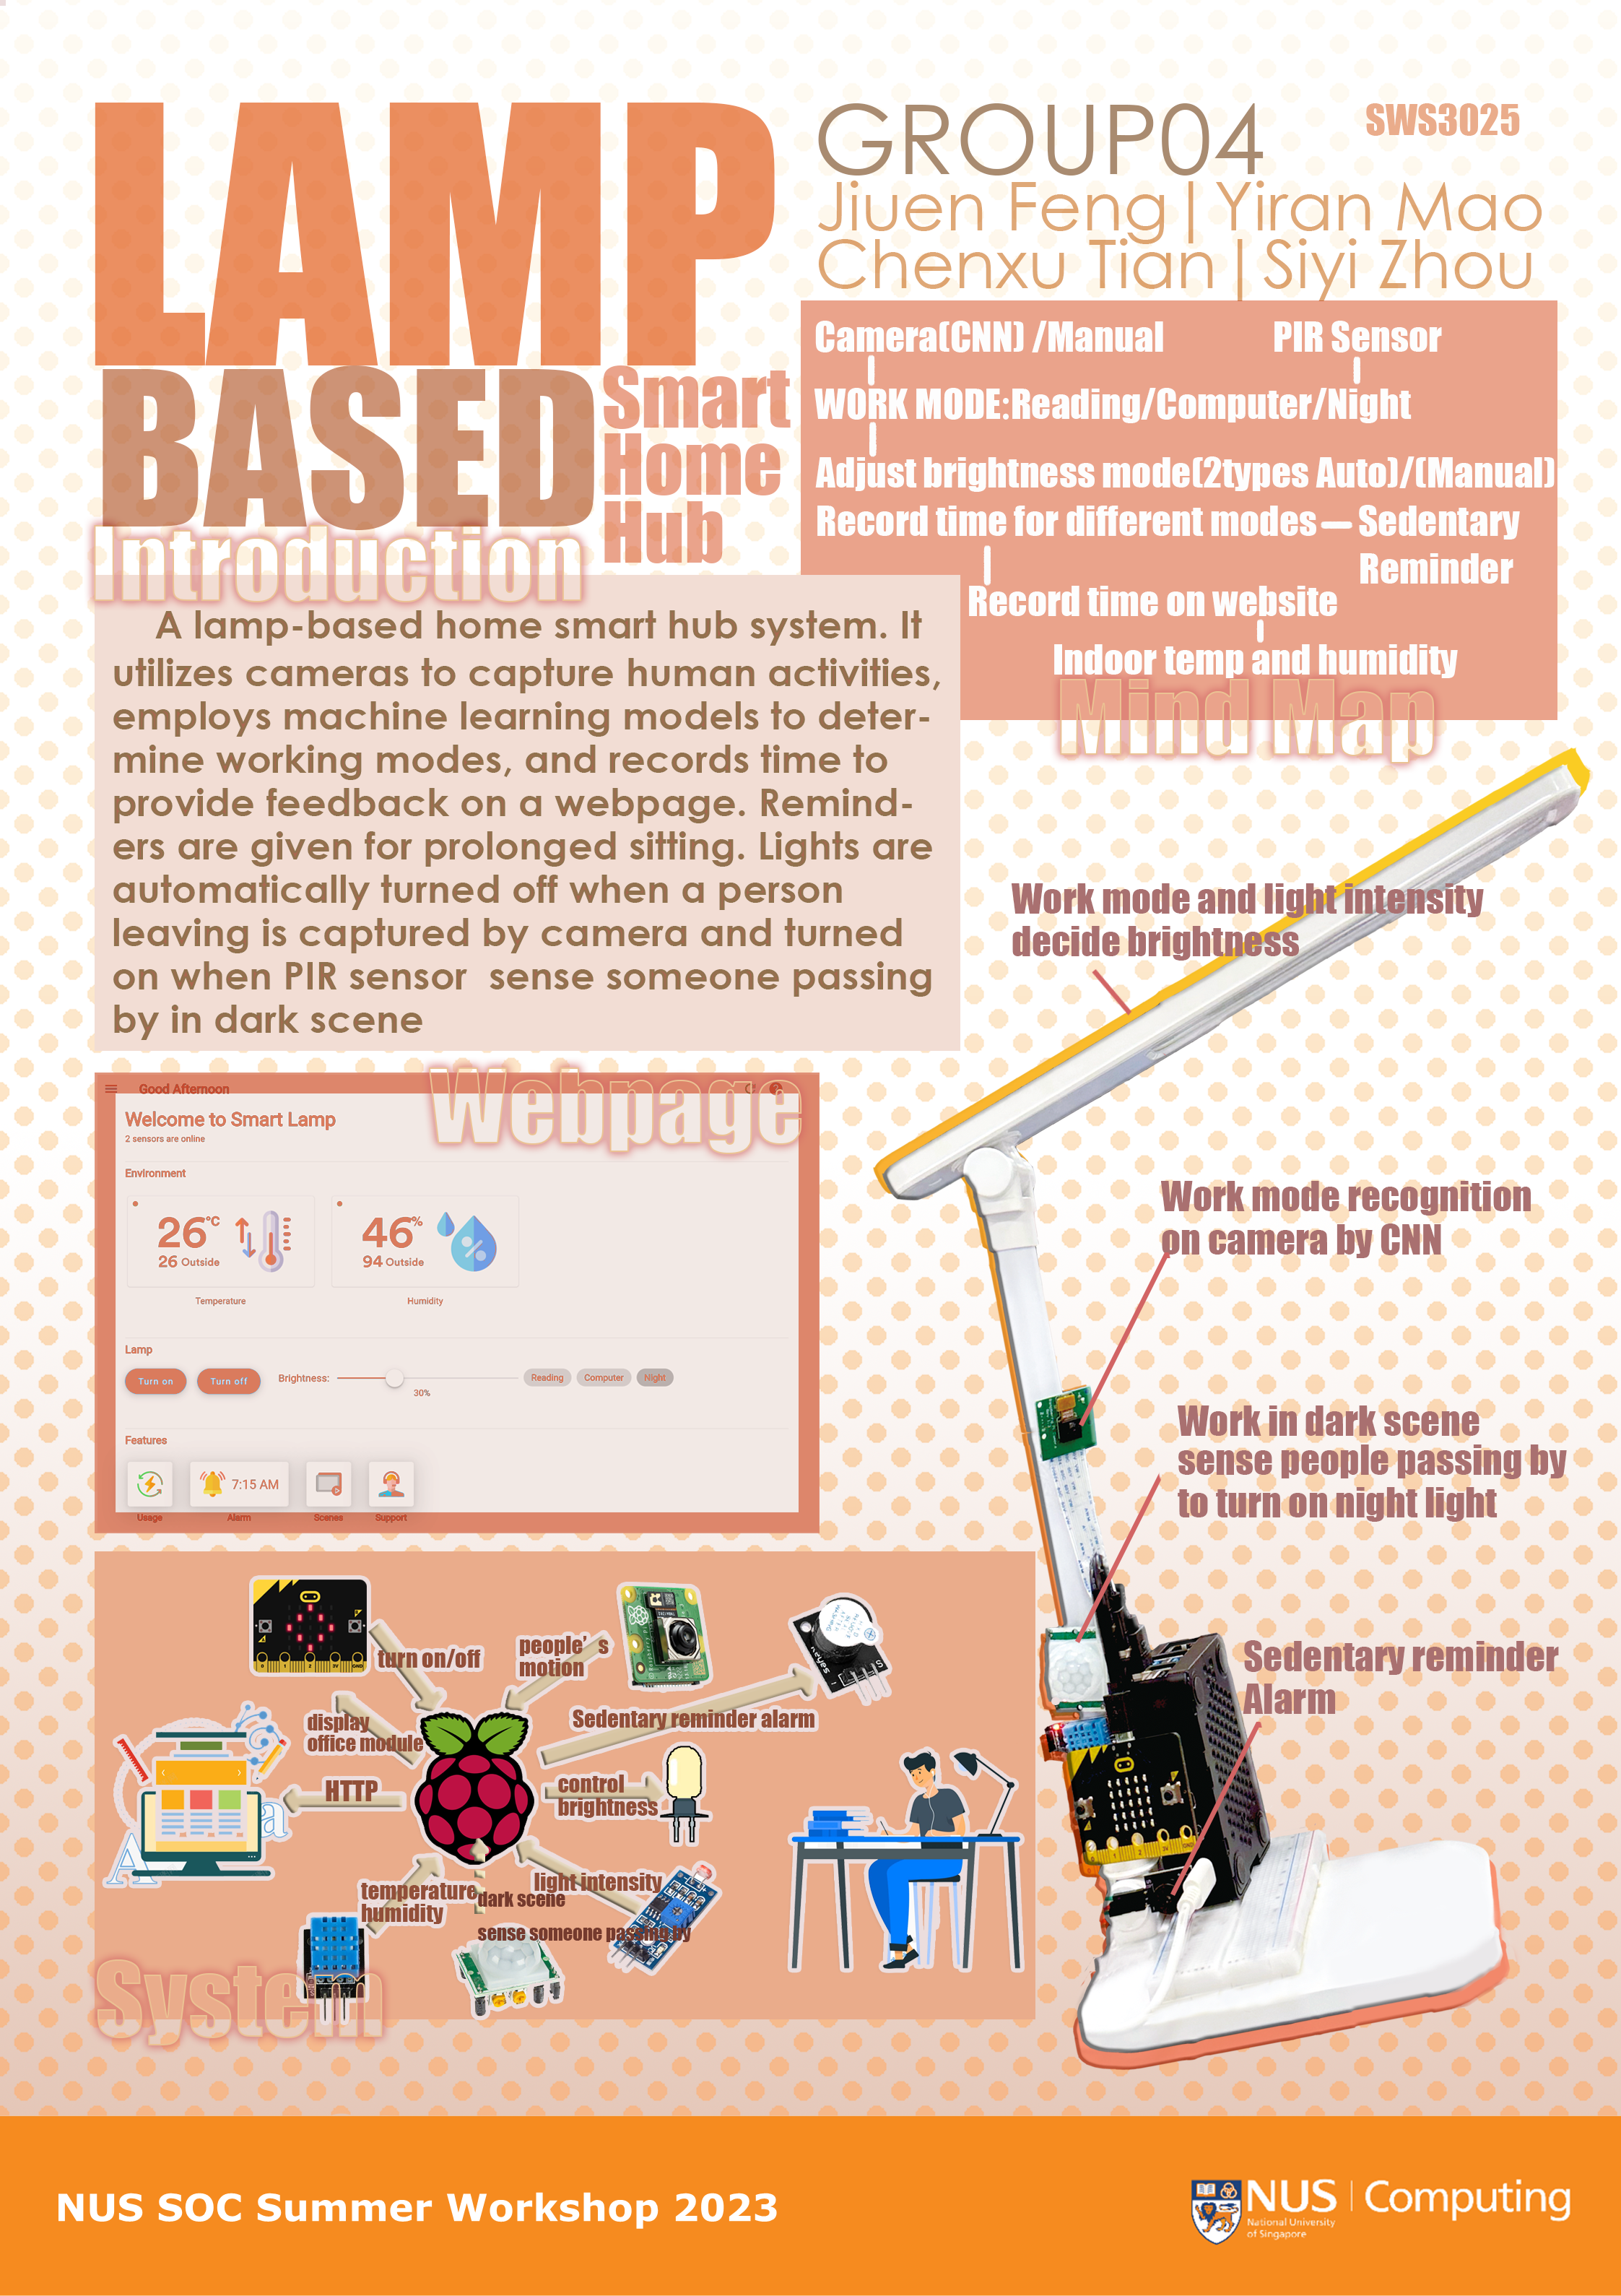 LAMP
BASED
Smart
Home
Hub
GROUP04
SWS3025
Jiuen Feng | Yiran Mao
Chenxu Tian | Siyi Zhou
Camera(CNN) /Manual
PIR Sensor
WORK MODE:Reading/Computer/Night
Adjust brightness mode(2types Auto)/(Manual)
Record time for different modes — Sedentary
Reminder
Record time on website
Indoor temp and humidity
Mind Map
Introduction
A lamp-based home smart hub system. It
utilizes cameras to capture human activities,
employs machine learning models to deter-
mine working modes, and records time to
provide feedback on a webpage. Remind-
ers are given for prolonged sitting. Lights are
automatically turned off when a person
leaving is captured by camera and turned
on when PIR sensor  sense someone passing
by in dark scene
Work mode and light intensity
decide brightness
Work mode recognition
on camera by CNN
Work in dark scene
sense people passing by
to turn on night light
Sedentary reminder
Alarm
Webpage
Good Afternoon
Welcome to Smart Lamp
2 sensors are online
Environment
26°C
26 Outside
46%
94 Outside
Temperature
Humidity
Lamp
Turn on
Turn off
Brightness:
30%
Reading
Computer
Night
Features
7:15 AM
Usage
Alarm
Scenes
Support
turn on/off
people's
motion
display
office module
Sedentary reminder alarm
HTTP
control
brightness
temperature
humidity
light intensity
dark scene
sense someone passing by
System
NUS SOC Summer Workshop 2023
NUS | Computing
National University
of Singapore